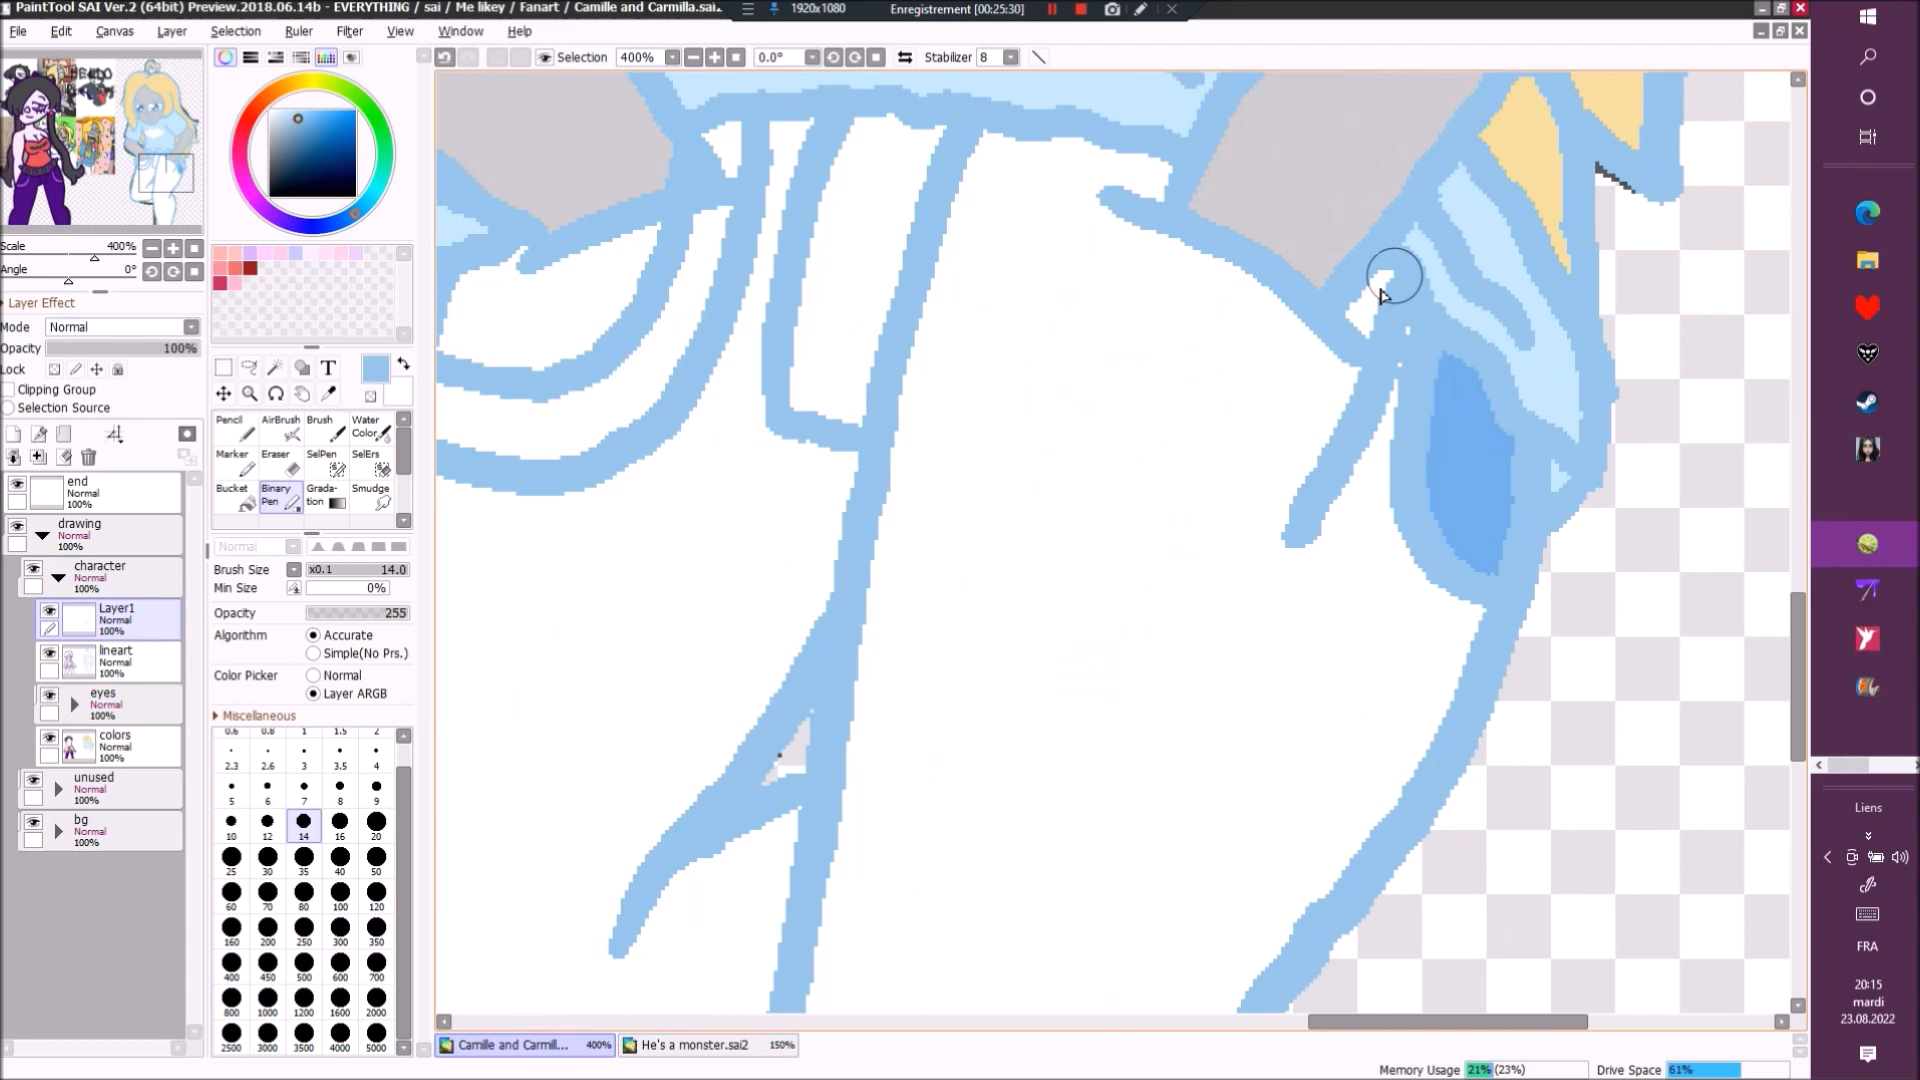 PaintTool SAI Ver.2 (64bit) Preview.2018.06.14b - EVERYTHING / sai / Me likey / Fanart / Camille and Carmilla.sai2
1920x1080
Enregistrement [00:25:30]
File Edit Canvas Layer Selection Ruler Filter View Window Help
Selection 400% 0.0° Stabilizer 8
HELLO
Scale 400%
Angle 0°
Layer Effect
Mode Normal
Opacity 100%
Lock
Clipping Group
Selection Source
end
Normal
100%
drawing
Normal
100%
character
Normal
100%
Layer1
Normal
100%
lineart
Normal
100%
eyes
Normal
100%
colors
Normal
100%
unused
Normal
100%
bg
Normal
100%
T
Pencil AirBrush Brush Water Color
Marker Eraser SelPen SelErs
Bucket Binary Pen Grada-tion Smudge
Normal
Brush Size x0.1 14.0
Min Size 0%
Opacity 255
Algorithm Accurate
Simple(No Prs.)
Color Picker Normal
Layer ARGB
Miscellaneous
0.6 0.8 1 1.5 2
2.3 2.6 3 3.5 4
5 6 7 8 9
10 12 14 16 20
25 30 35 40 50
60 70 80 100 120
160 200 250 300 350
400 450 500 600 700
800 1000 1200 1600 2000
2500 3000 3500 4000 5000
Camille and Carmill... 400% He's a monster.sai2 150%
Memory Usage 21% (23%) Drive Space 61%
Liens
FRA
20:15
mardi
23.08.2022